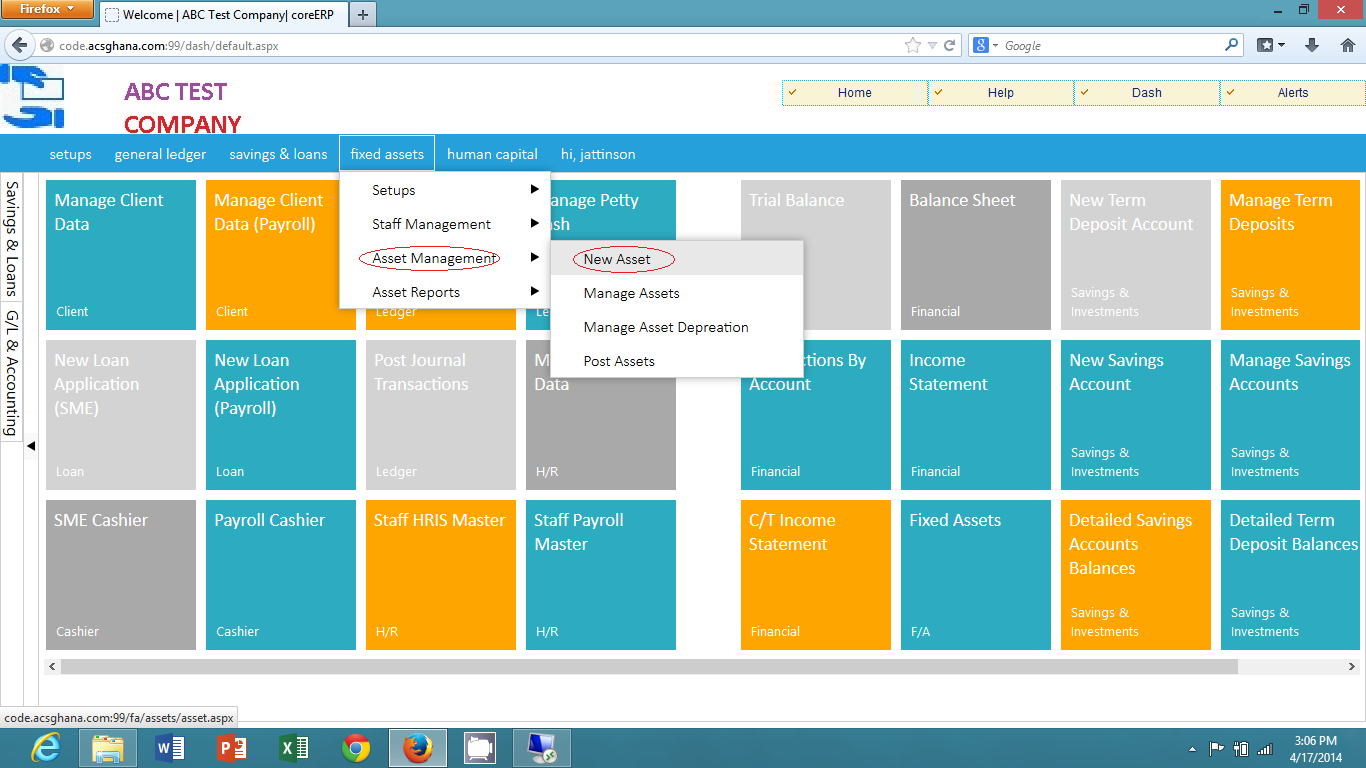 Firefox
Welcome | ABC Test Company| coreERP
code.acsghana.com:99/dash/default.aspx
Google
ABC TEST
COMPANY
Home
Help
Dash
Alerts
setups
general ledger
savings & loans
fixed assets
human capital
hi, jattinson
Savings & Loans
G/L & Accounting
Setups
Staff Management
Asset Management
Asset Reports
New Asset
Manage Assets
Manage Asset Depreation
Post Assets
Manage Client
Data
Client
Manage Client
Data (Payroll)
Client
Ledger
anage Petty
sh
Le
Trial Balance
Balance Sheet
Financial
New Term
Deposit Account
Savings &
Investments
Manage Term
Deposits
Savings &
Investments
New Loan
Application
(SME)
Loan
New Loan
Application
(Payroll)
Loan
Post Journal
Transactions
Ledger
M
Data
H/R
ctions By
Account
Financial
Income
Statement
Financial
New Savings
Account
Savings &
Investments
Manage Savings
Accounts
Savings &
Investments
SME Cashier
Cashier
Payroll Cashier
Cashier
Staff HRIS Master
H/R
Staff Payroll
Master
H/R
C/T Income
Statement
Financial
Fixed Assets
F/A
Detailed Savings
Accounts
Balances
Savings &
Investments
Detailed Term
Deposit Balances
Savings &
Investments
code.acsghana.com:99/fa/assets/asset.aspx
3:06 PM
4/17/2014